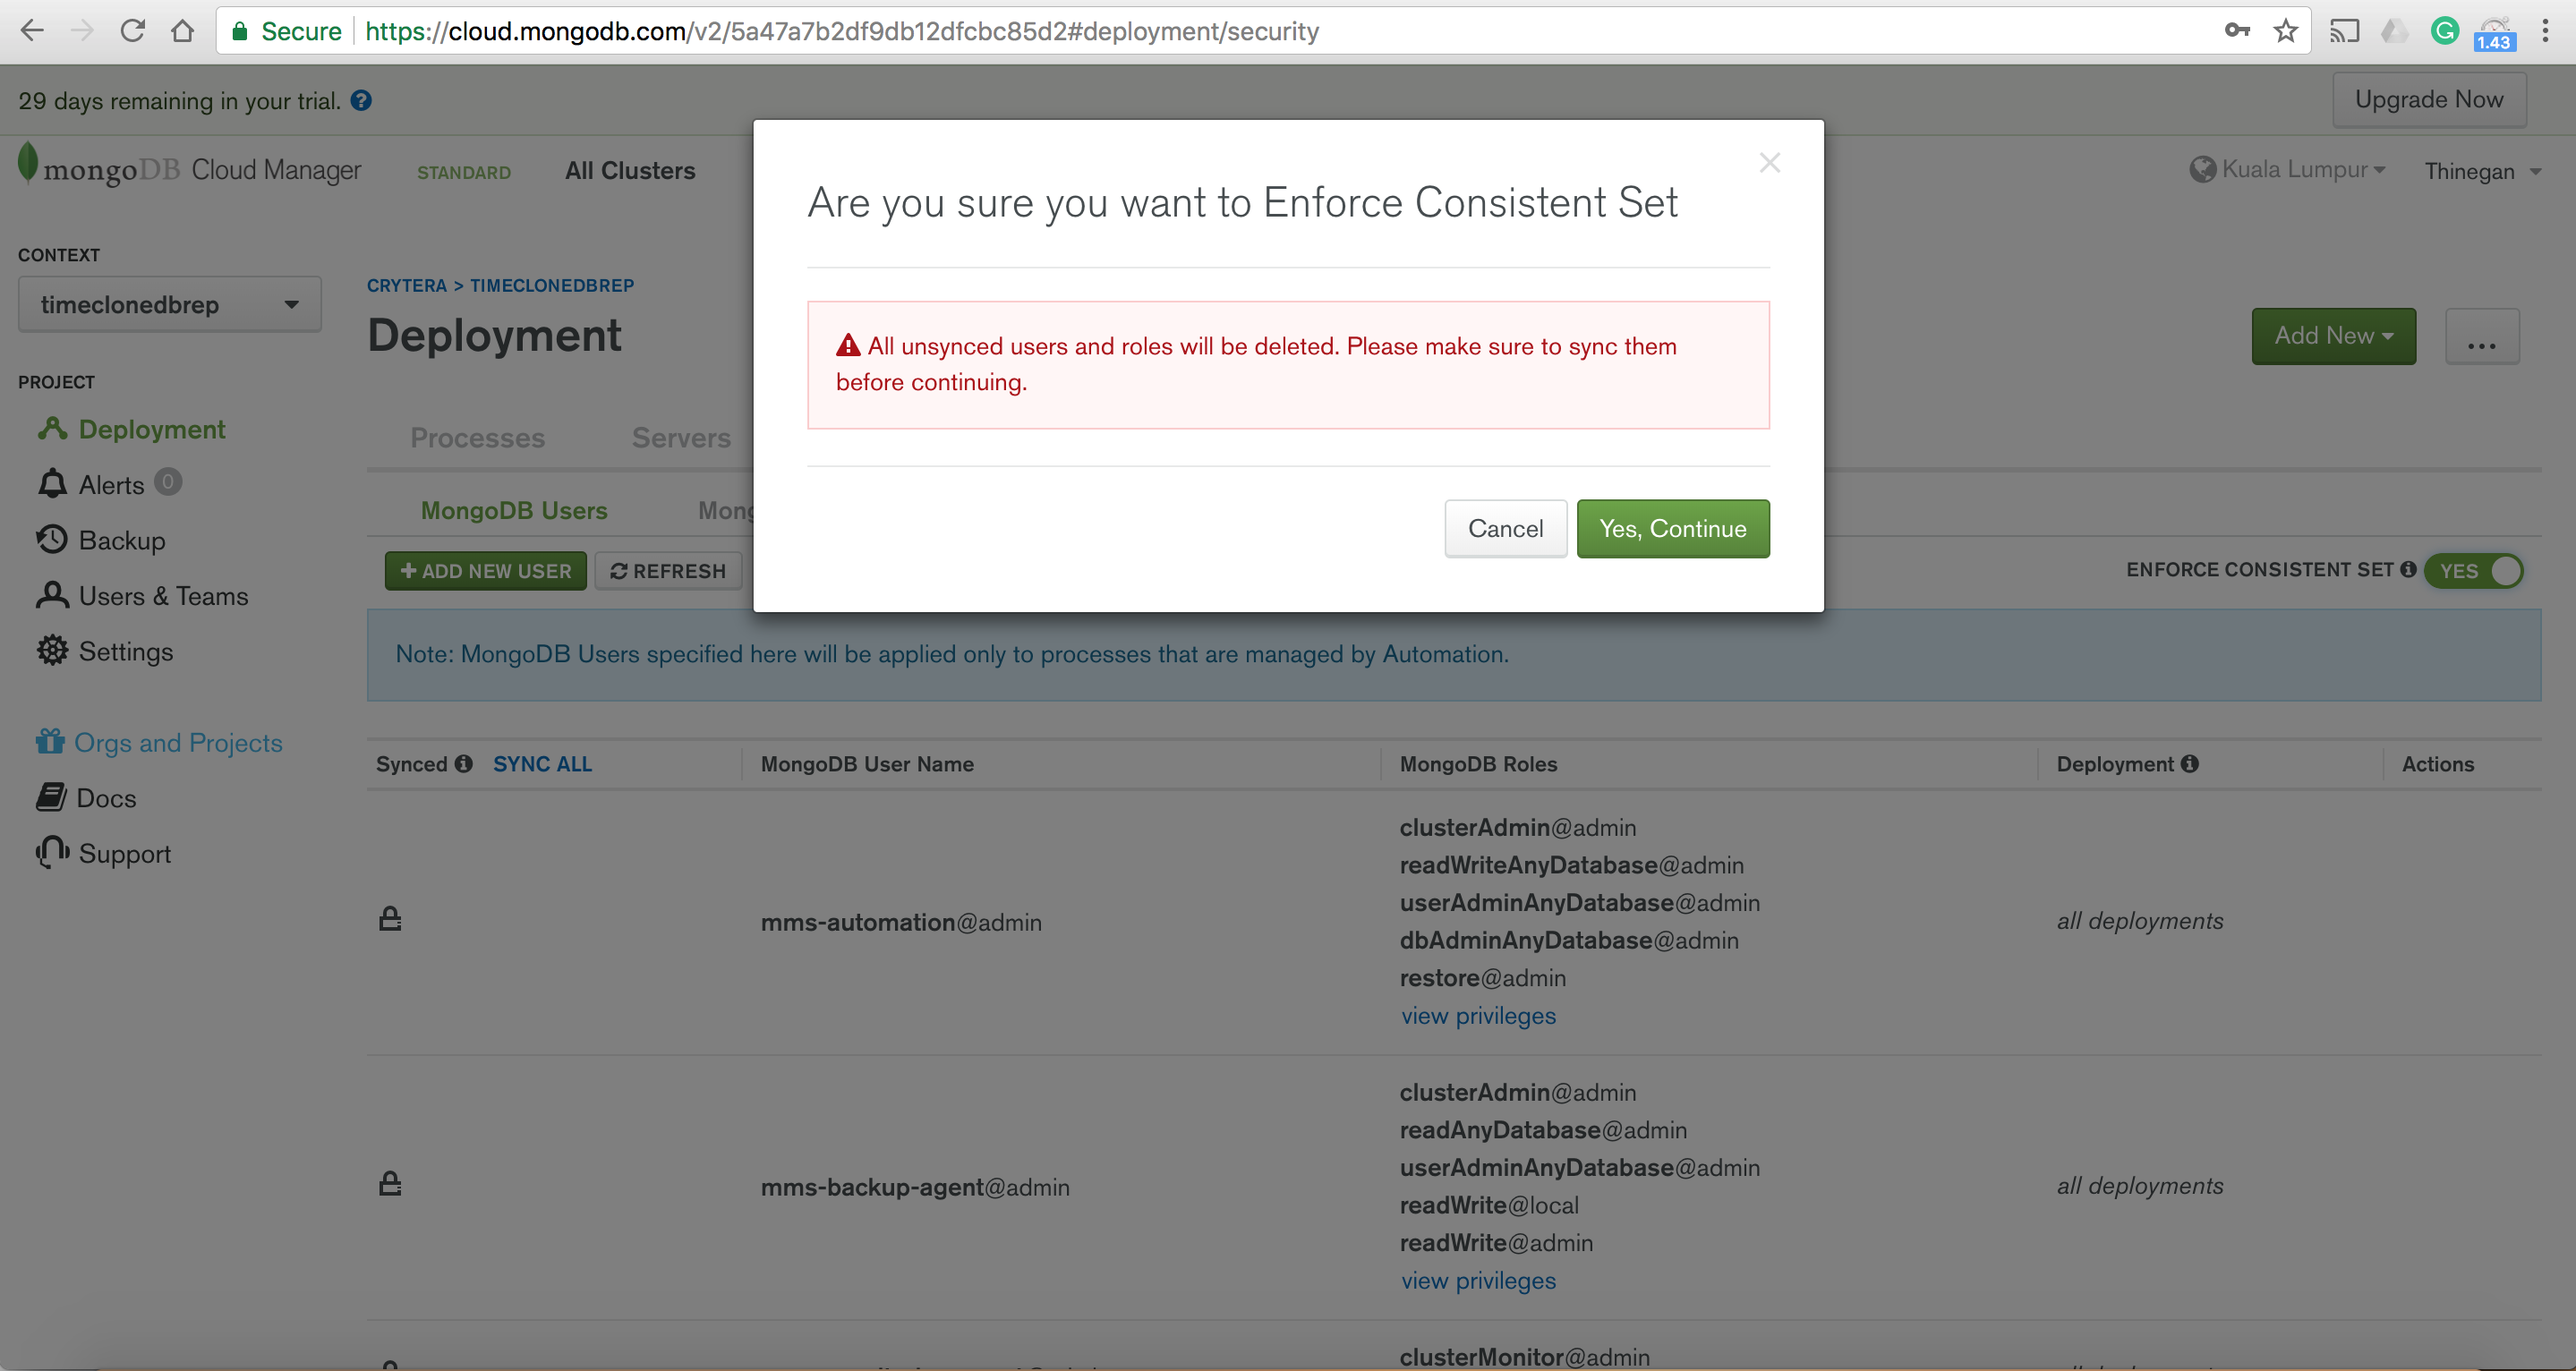 Secure https://cloud.mongodb.com/v2/5a47a7b2df9db12dfcbc85d2#deployment/security
1.43
29 days remaining in your trial.
Upgrade Now
mongoDB Cloud Manager STANDARD All Clusters
Kuala Lumpur Thinegan
Are you sure you want to Enforce Consistent Set
All unsynced users and roles will be deleted. Please make sure to sync them
before continuing.
Cancel Yes, Continue
CONTEXT
timeclonedbrep
PROJECT
Deployment
Alerts 0
Backup
Users & Teams
Settings
Orgs and Projects
Docs
Support
CRYTERA > TIMECLONEDBREP
Deployment
Add New ...
Processes Servers
MongoDB Users
ADD NEW USER REFRESH
ENFORCE CONSISTENT SET YES
Note: MongoDB Users specified here will be applied only to processes that are managed by Automation.
Synced SYNC ALL MongoDB User Name MongoDB Roles Deployment Actions
mms-automation@admin
clusterAdmin@admin
readWriteAnyDatabase@admin
userAdminAnyDatabase@admin
dbAdminAnyDatabase@admin
restore@admin
view privileges
all deployments
mms-backup-agent@admin
clusterAdmin@admin
readAnyDatabase@admin
userAdminAnyDatabase@admin
readWrite@local
readWrite@admin
view privileges
all deployments
clusterMonitor@admin